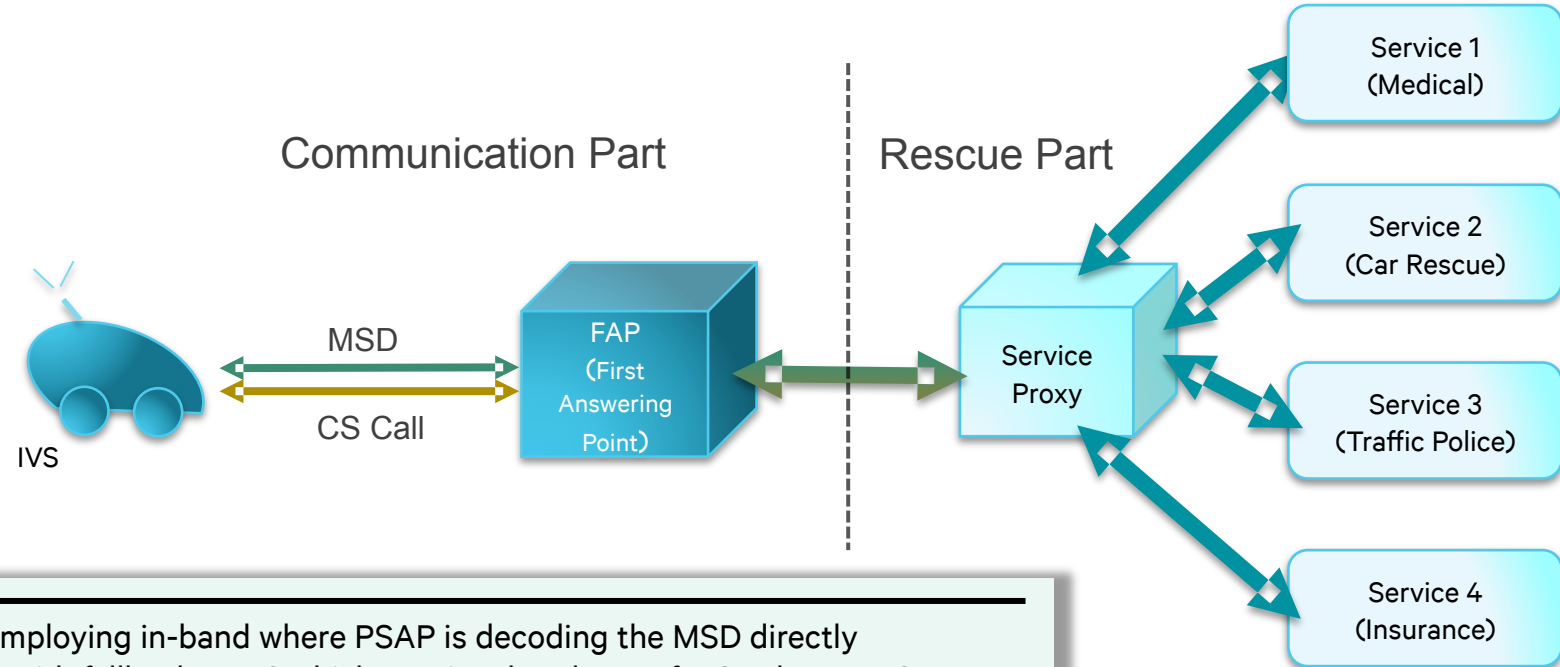 Service 1
(Medical)
Communication Part
Rescue Part
Service 2
(Car Rescue)
MSD
CS Call
IVS
FAP
(First
Answering
Point)
Service
Proxy
Service 3
(Traffic Police)
Service 4
(Insurance)
mploying in-band where PSAP is decoding the MSD directly